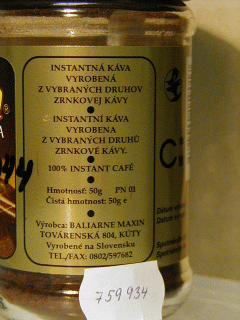 INSTANTNÁ KÁVA
VYROBENÁ
Z VYBRANÝCH DRUHOV
ZRNKOVEJ KÁVY
INSTANTNÍ KÁVA
VYROBENA
Z VYBRANÝCH DRUHŮ
ZRNKOVÉ KÁVY.
100% INSTANT CAFÉ
Hmotnosť: 50g PN 01
Čistá hmotnost: 50g e
Výrobca: BALIARNE MAXIN
TOVÁRENSKÁ 804, KÚTY
Vyrobené na Slovensku
TEL./FAX: 0802/597682
759 934